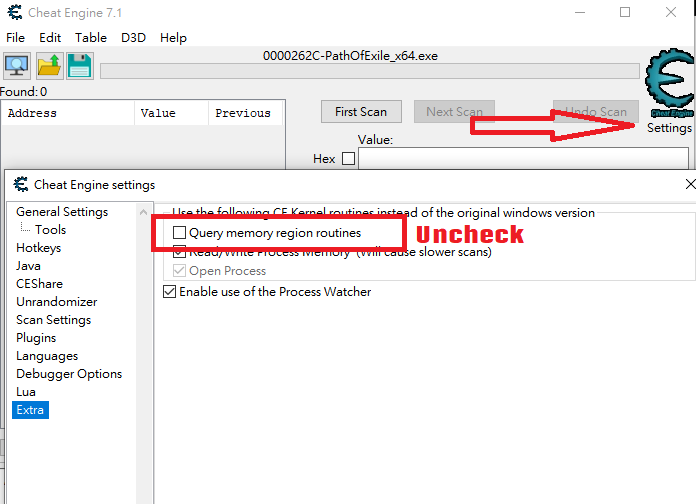 Cheat Engine 7.1
File Edit Table D3D Help
0000262C-PathOfExile_x64.exe
Found: 0
Address Value Previous
First Scan Next Scan Undo Scan
Cheat Engine
Settings
Value:
Hex
Cheat Engine settings
General Settings
Tools
Hotkeys
Java
CEShare
Unrandomizer
Scan Settings
Plugins
Languages
Debugger Options
Lua
Extra
Use the following CE Kernel routines instead of the original windows version
Query memory region routines
Uncheck
Read/Write Process Memory (Will cause slower scans)
Open Process
Enable use of the Process Watcher